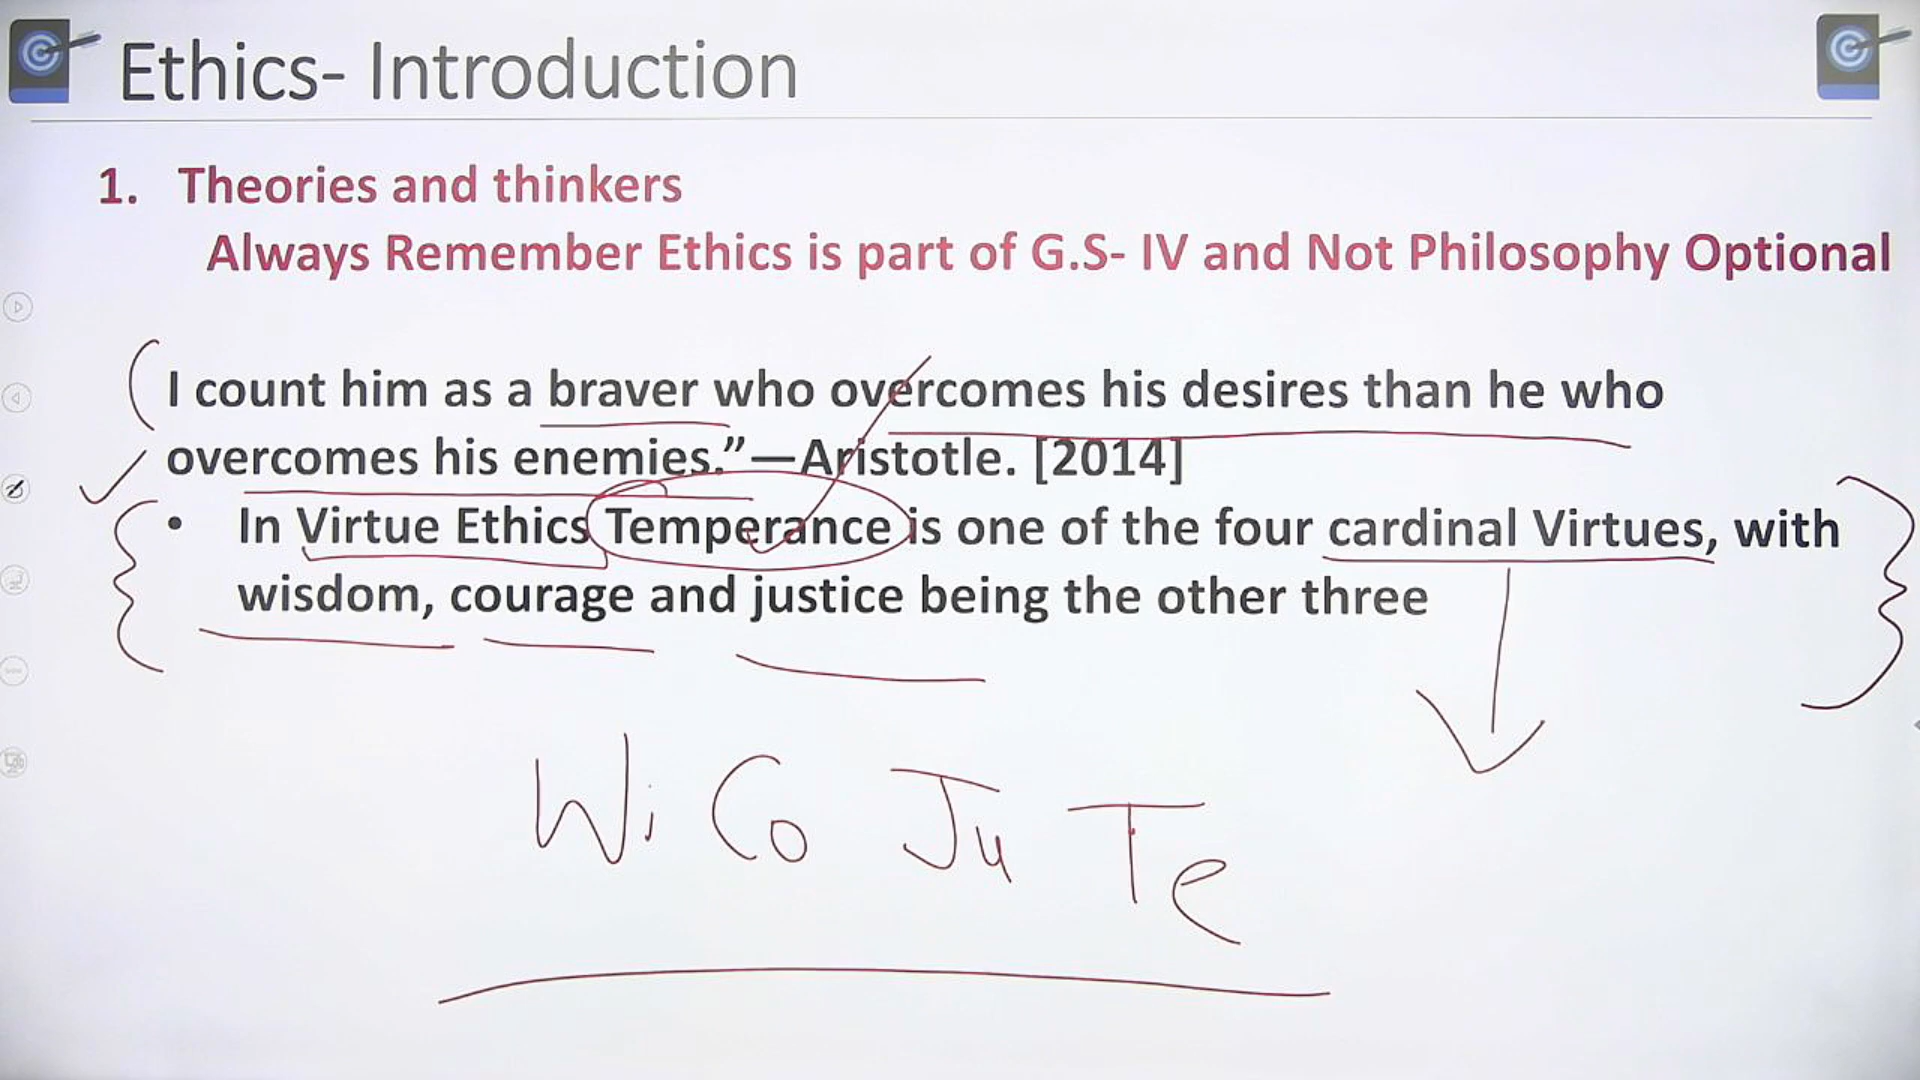 Ethics- Introduction
1. Theories and thinkers
Always Remember Ethics is part of G.S- IV and Not Philosophy Optional
I count him as a braver who overcomes his desires than he who
overcomes his enemies.”—Aristotle. [2014]
• In Virtue Ethics Temperance is one of the four cardinal Virtues, with
wisdom, courage and justice being the other three
Wi Co Ju Te